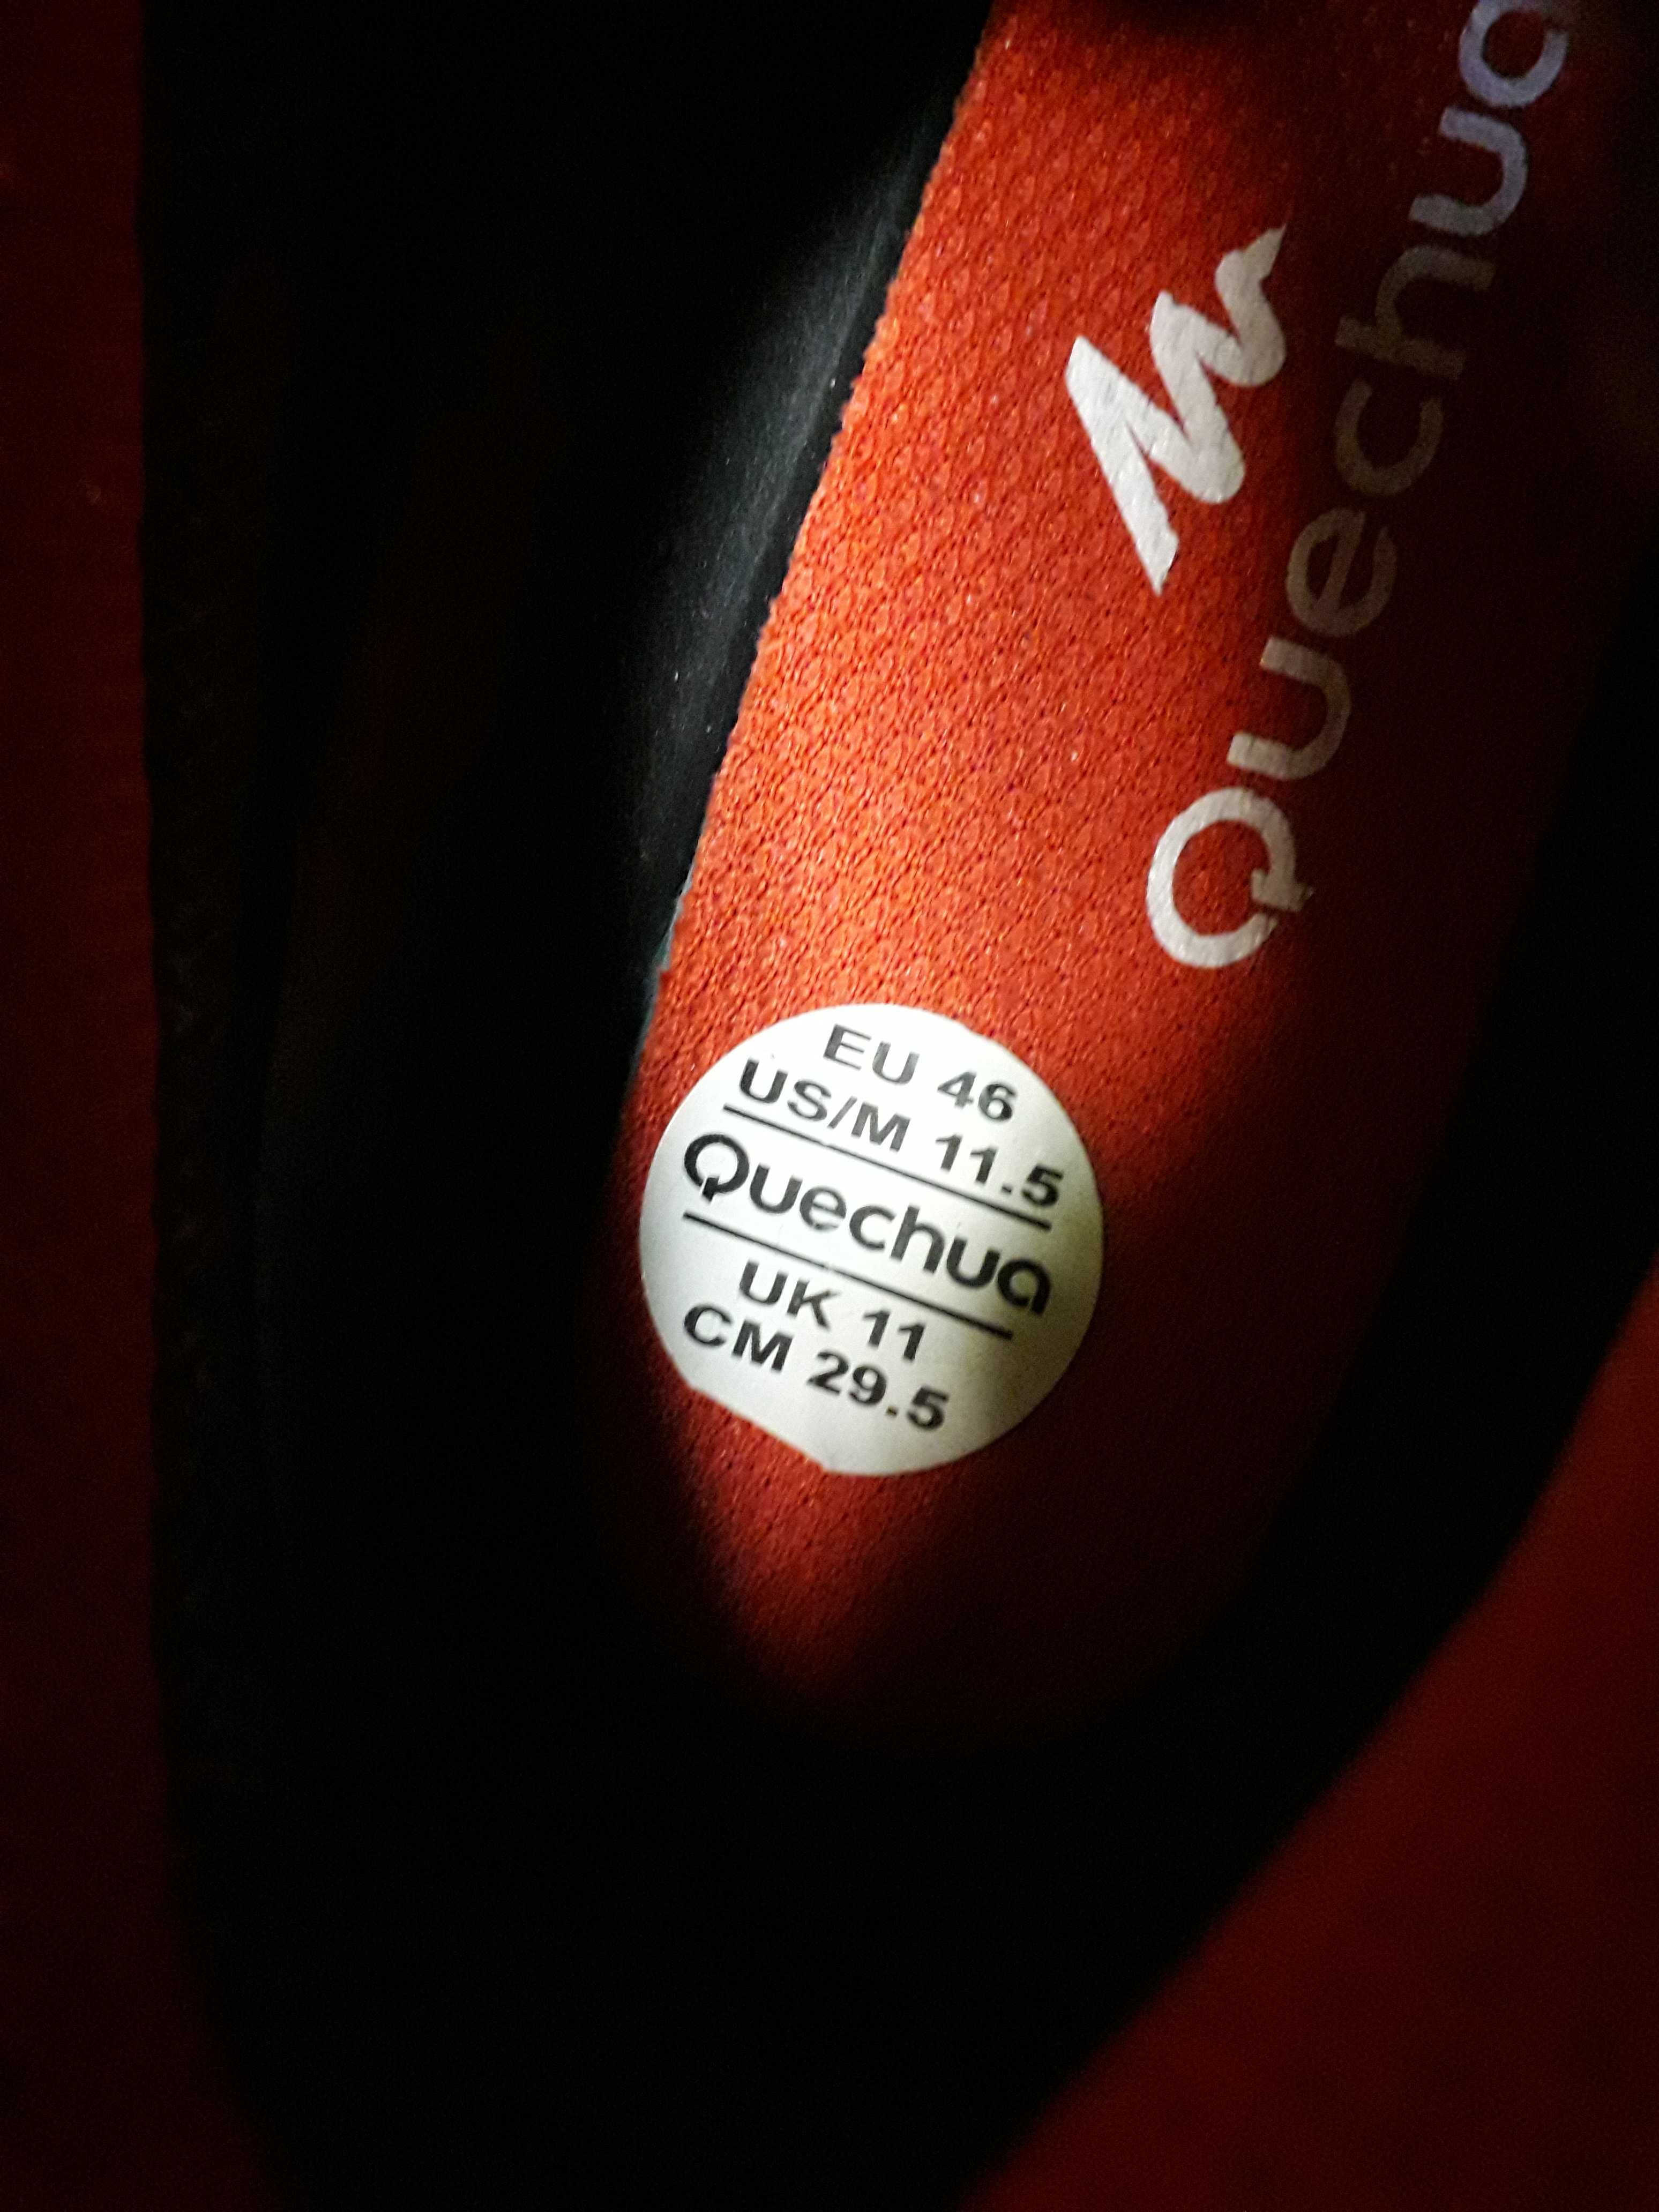 Quechua
EU 46
US/M 11.5
Quechua
UK 11
CM 29.5